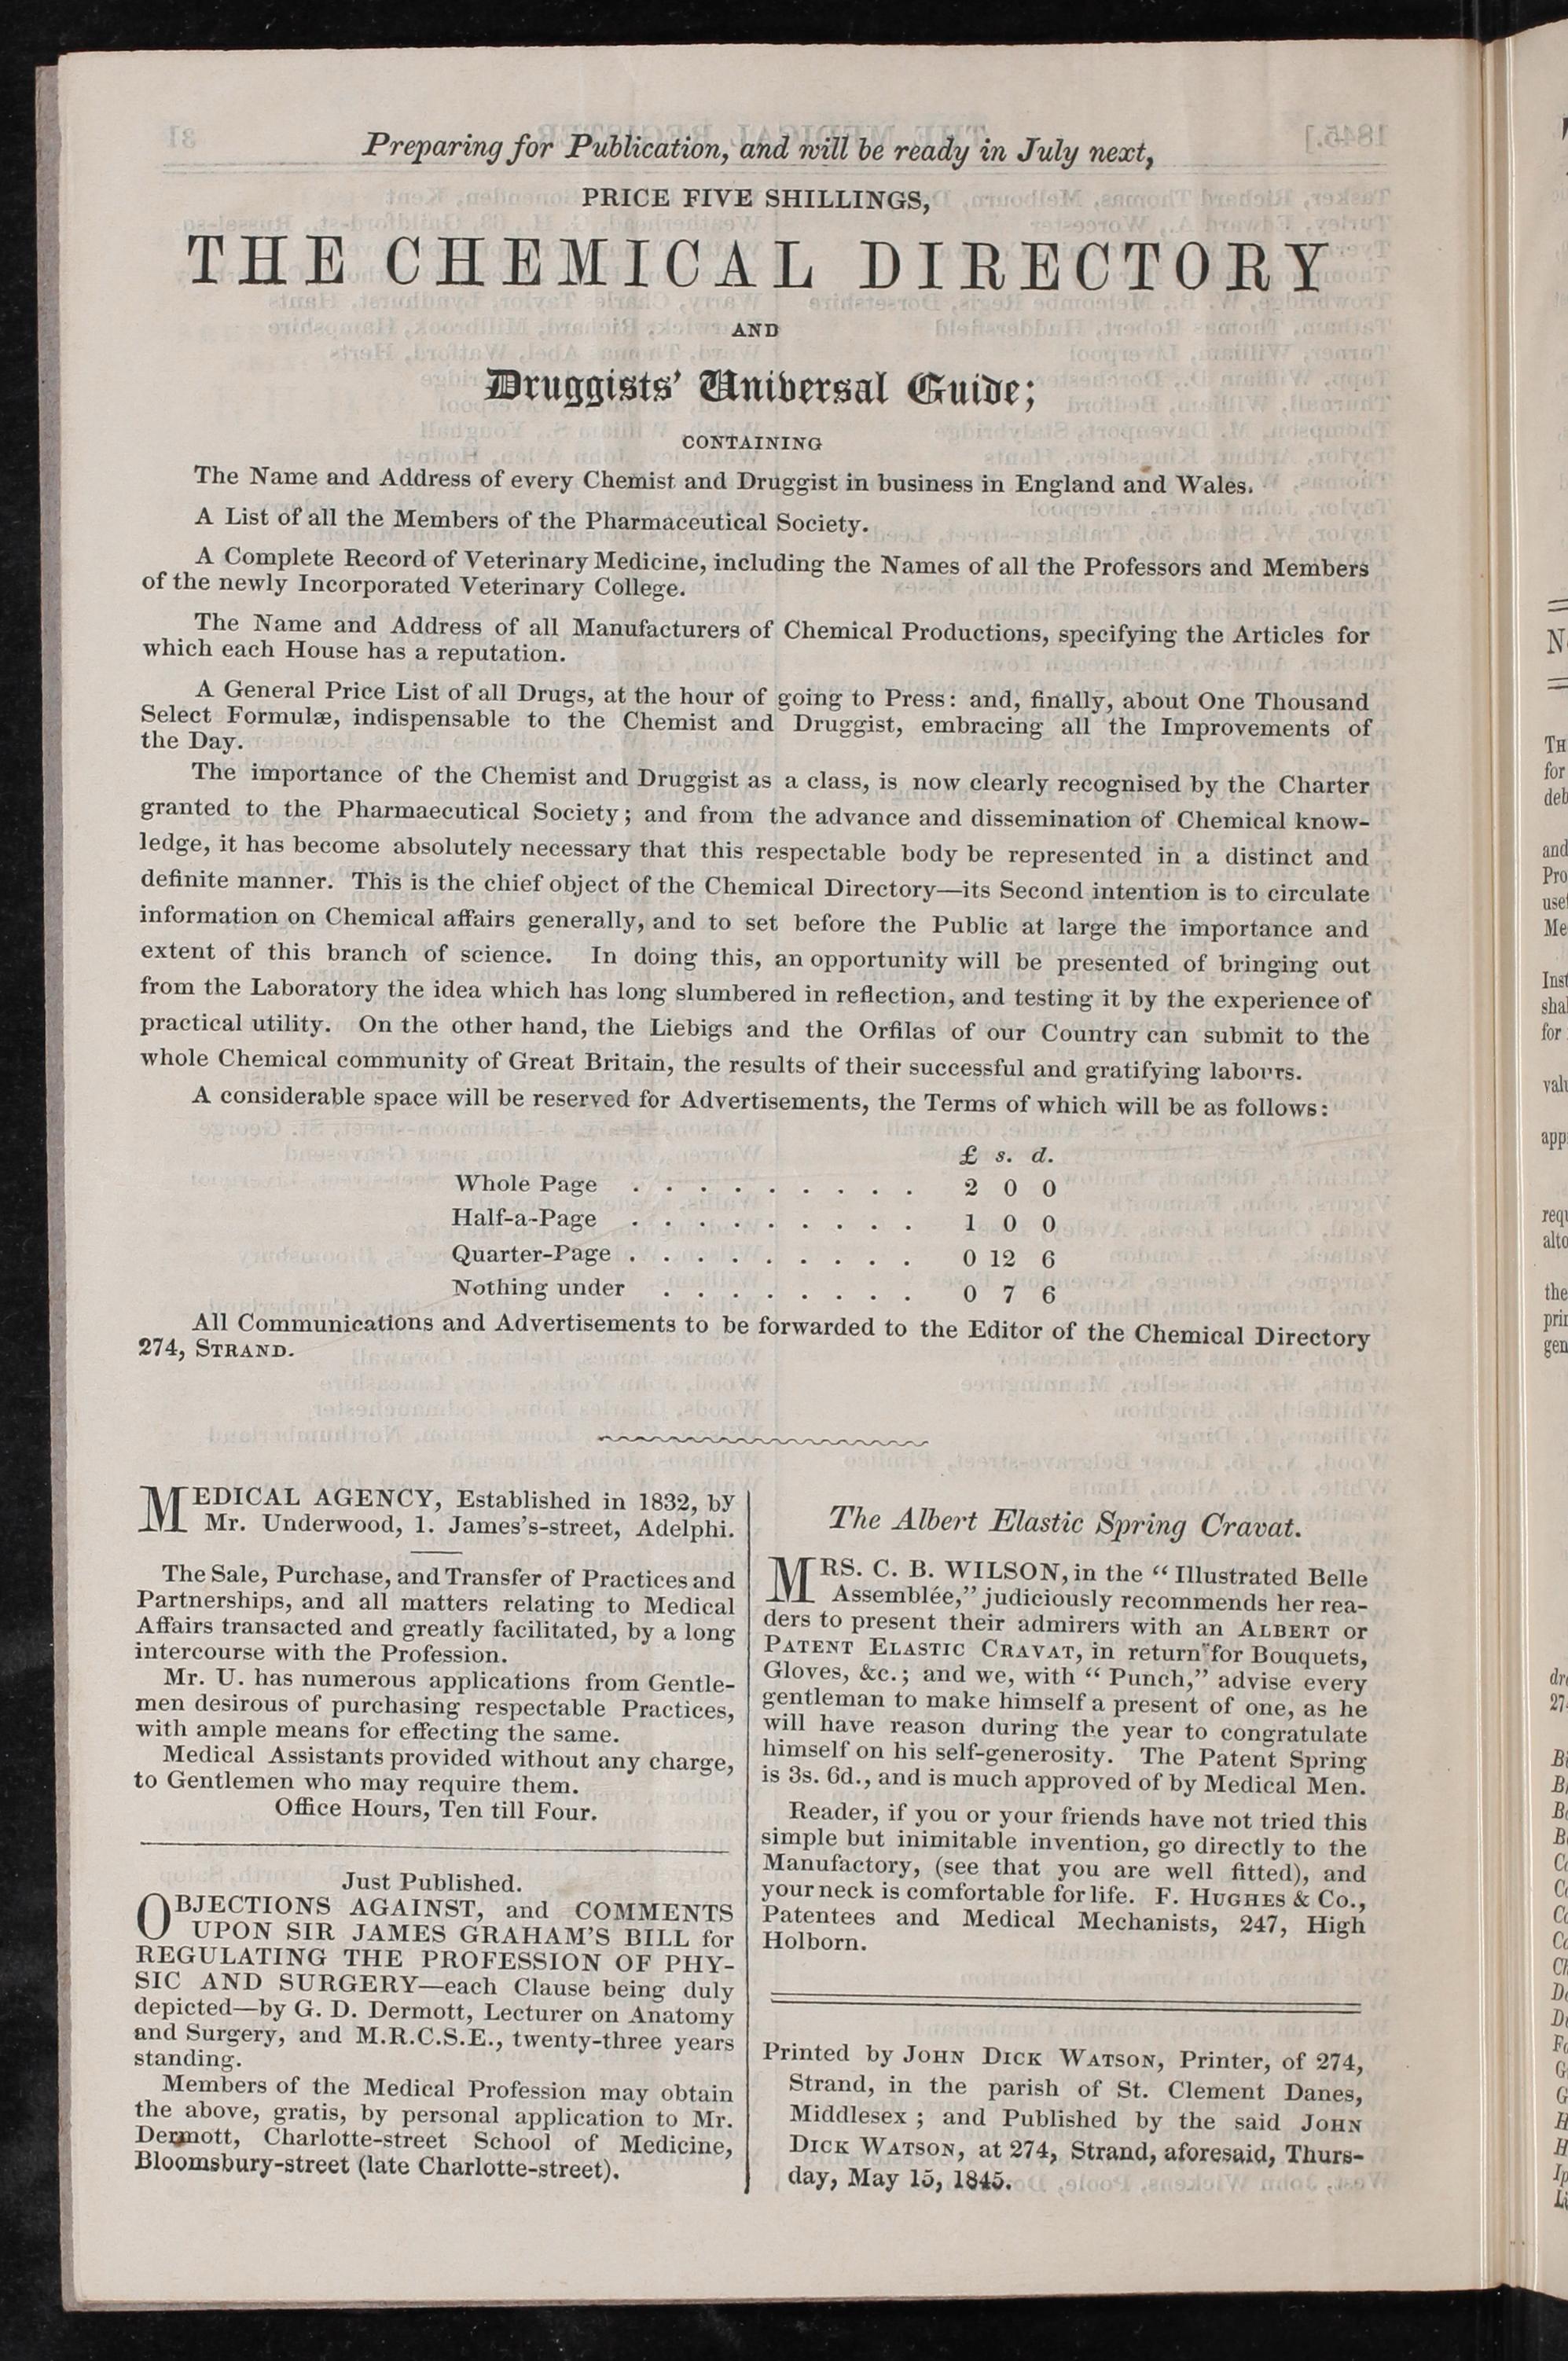 Preparing for Publication, and will be ready in July next,
PRICE FIVE SHILLINGS,
THE CHEMICAL DIRECTORY
AND
Druggists' Universal Guide;
CONTAINING
The Name and Address of every Chemist and Druggist in business in England and Wales.
A List of all the Members of the Pharmaceutical Society.
A Complete Record of Veterinary Medicine, including the Names of all the Professors and Members
of the newly Incorporated Veterinary College.
The Name and Address of all Manufacturers of Chemical Productions, specifying the Articles for
which each House has a reputation.
A General Price List of all Drugs, at the hour of going to Press: and, finally, about One Thousand
Select Formulæ, indispensable to the Chemist and Druggist, embracing all the Improvements of
the Day.
The importance of the Chemist and Druggist as a class, is now clearly recognised by the Charter
granted to the Pharmaecutical Society; and from the advance and dissemination of Chemical know-
ledge, it has become absolutely necessary that this respectable body be represented in a distinct and
definite manner. This is the chief object of the Chemical Directory—its Second intention is to circulate
information on Chemical affairs generally, and to set before the Public at large the importance and
extent of this branch of science. In doing this, an opportunity will be presented of bringing out
from the Laboratory the idea which has long slumbered in reflection, and testing it by the experience of
practical utility. On the other hand, the Liebigs and the Orfilas of our Country can submit to the
whole Chemical community of Great Britain, the results of their successful and gratifying labours.
A considerable space will be reserved for Advertisements, the Terms of which will be as follows:
£ s. d.
Whole Page . . . . . . . . . 2 0 0
Half-a-Page . . . . . . . . . 1 0 0
Quarter-Page . . . . . . . . . 0 12 6
Nothing under . . . . . . . . 0 7 6
All Communications and Advertisements to be forwarded to the Editor of the Chemical Directory
274, STRAND.
MEDICAL AGENCY, Established in 1832, by
Mr. Underwood, 1. James's-street, Adelphi.
The Sale, Purchase, and Transfer of Practices and
Partnerships, and all matters relating to Medical
Affairs transacted and greatly facilitated, by a long
intercourse with the Profession.
Mr. U. has numerous applications from Gentle-
men desirous of purchasing respectable Practices,
with ample means for effecting the same.
Medical Assistants provided without any charge,
to Gentlemen who may require them.
Office Hours, Ten till Four.
Just Published.
OBJECTIONS AGAINST, and COMMENTS
UPON SIR JAMES GRAHAM'S BILL for
REGULATING THE PROFESSION OF PHY-
SIC AND SURGERY—each Clause being duly
depicted—by G. D. Dermott, Lecturer on Anatomy
and Surgery, and M.R.C.S.E., twenty-three years
standing.
Members of the Medical Profession may obtain
the above, gratis, by personal application to Mr.
Dermott, Charlotte-street School of Medicine,
Bloomsbury-street (late Charlotte-street).
The Albert Elastic Spring Cravat.
MRS. C. B. WILSON, in the "Illustrated Belle
Assemblée," judiciously recommends her rea-
ders to present their admirers with an ALBERT or
PATENT ELASTIC CRAVAT, in return for Bouquets,
Gloves, &c.; and we, with "Punch," advise every
gentleman to make himself a present of one, as he
will have reason during the year to congratulate
himself on his self-generosity. The Patent Spring
is 3s. 6d., and is much approved of by Medical Men.
Reader, if you or your friends have not tried this
simple but inimitable invention, go directly to the
Manufactory, (see that you are well fitted), and
your neck is comfortable for life. F. HUGHES & Co.,
Patentees and Medical Mechanists, 247, High
Holborn.
Printed by JOHN DICK WATSON, Printer, of 274,
Strand, in the parish of St. Clement Danes,
Middlesex; and Published by the said JOHN
DICK WATSON, at 274, Strand, aforesaid, Thurs-
day, May 15, 1845.